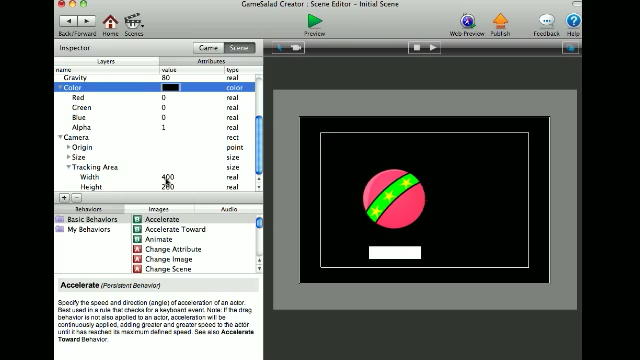 GameSalad Creator : Scene Editor - Initial Scene
Back/Forward Home Scenes Preview Web Preview Publish Feedback Help
Inspector Game Scene
Layers Attributes
name value type
Gravity 80 real
Color color
Red 0 real
Green 0 real
Blue 0 real
Alpha 1 real
Camera rect
Origin point
Size size
Tracking Area size
Width 400 real
Height real
Behaviors Images Audio
Basic Behaviors B Accelerate
My Behaviors B Accelerate Toward
B Animate
A Change Attribute
A Change Image
A Change Scene
Accelerate (Persistent Behavior)
Specify the speed and direction (angle) of acceleration of an actor.
Best used in a rule that checks for a keyboard event. Note: If the drag
behavior is not also applied to an actor, acceleration will be
continuously applied, adding greater and greater speed to the actor
until it has reached its maximum defined speed. See also Accelerate
Toward Behavior.